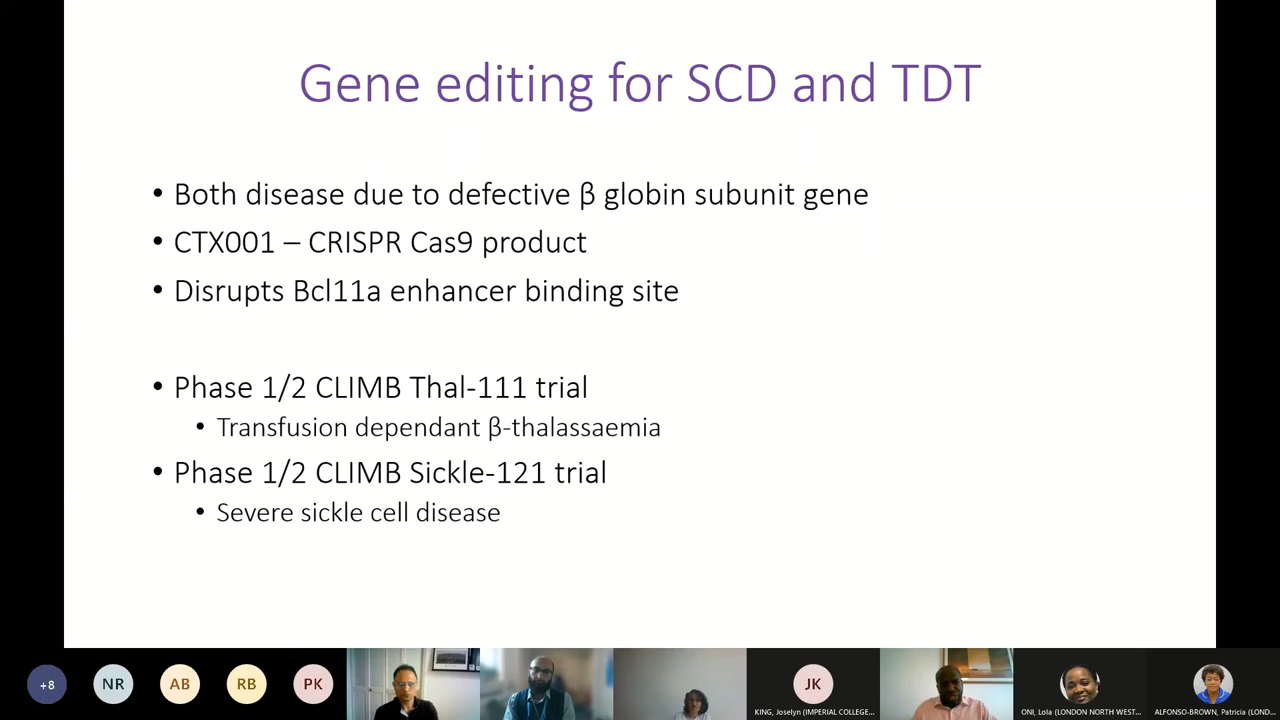 Gene editing for SCD and TDT
• Both disease due to defective β globin subunit gene
• CTX001 – CRISPR Cas9 product
• Disrupts Bcl11a enhancer binding site
• Phase 1/2 CLIMB Thal-111 trial
• Transfusion dependant β-thalassaemia
• Phase 1/2 CLIMB Sickle-121 trial
• Severe sickle cell disease
+8 NR AB RB PK JK
KING, Joselyn (IMPERIAL COLLEGE... ONI, Lola (LONDON NORTH WEST... ALFONSO-BROWN, Patricia (LOND...